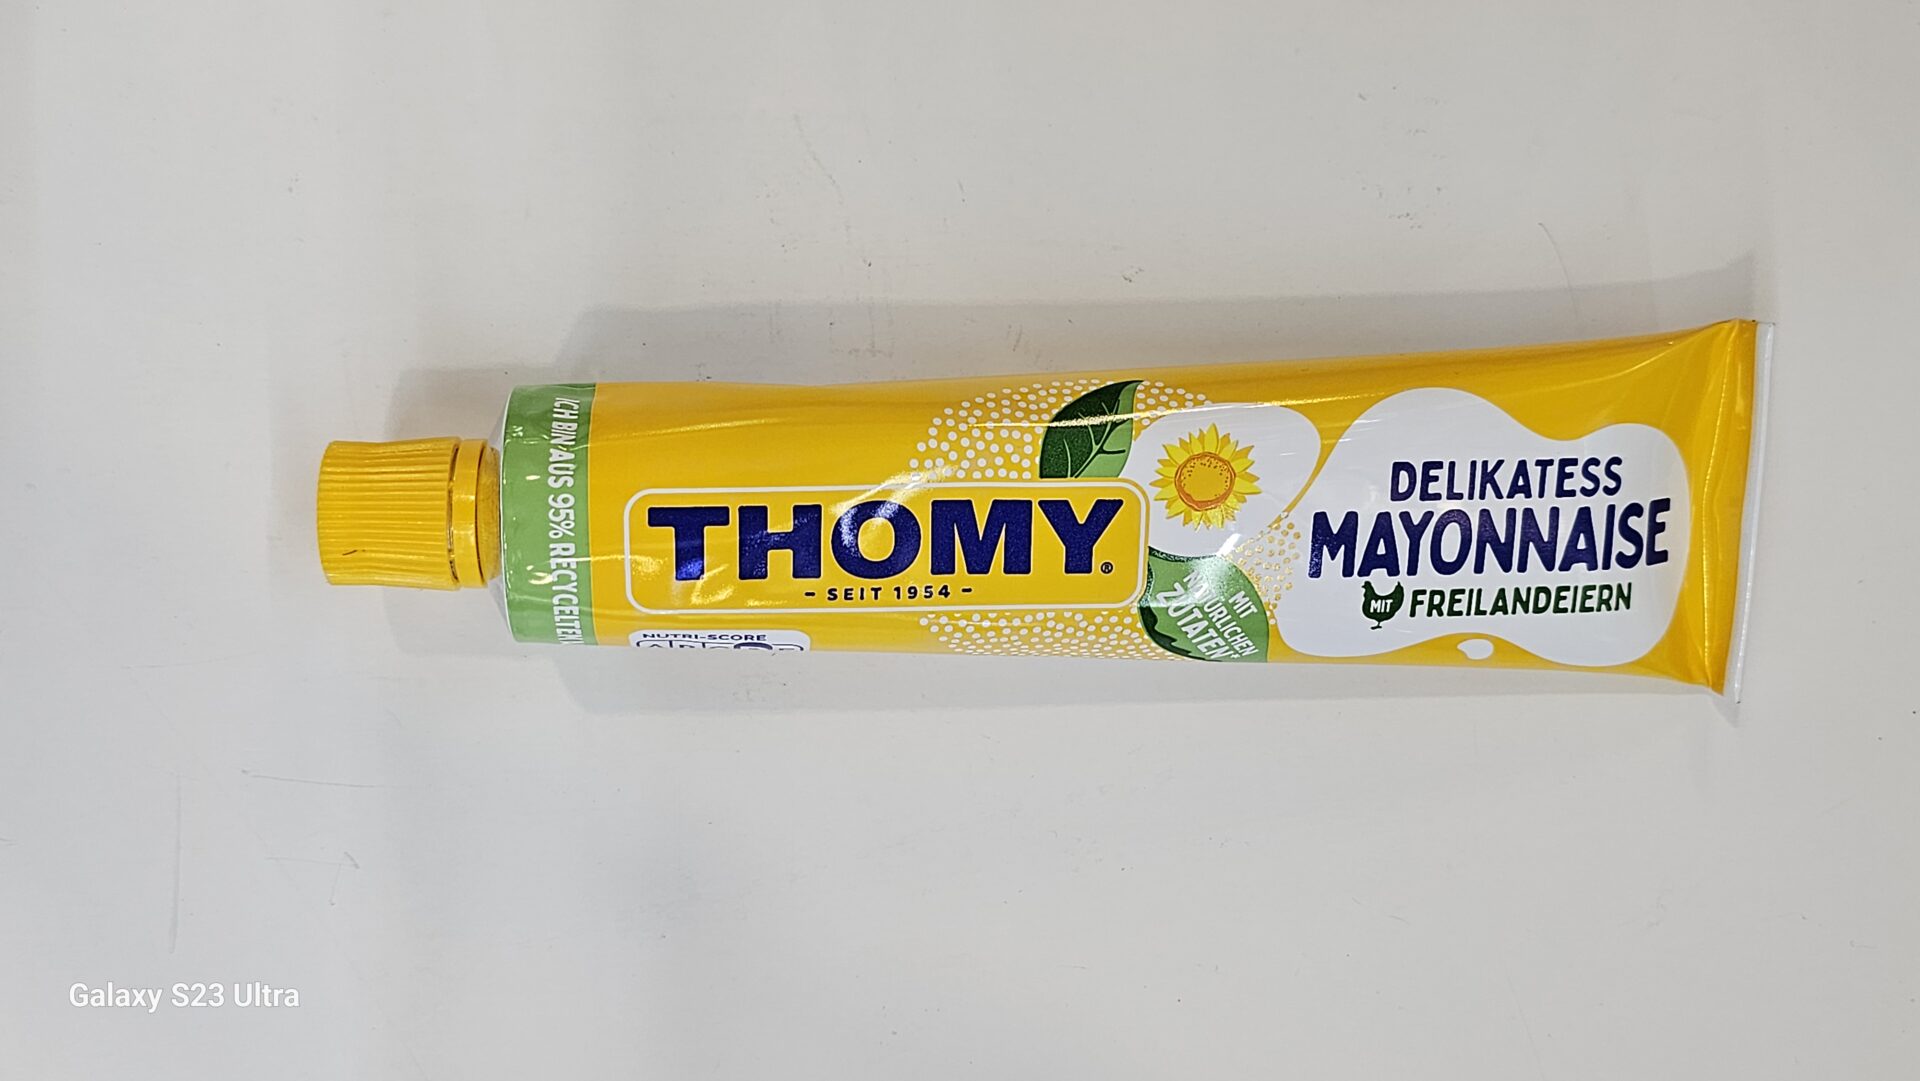 ICH BIN AUS 95% RECYCELTEM
THOMY®
- SEIT 1954 -
NUTRI-SCORE
MIT
NATÜRLICHEN
ZUTATEN*
DELIKATESS
MAYONNAISE
MIT FREILANDEIERN
Galaxy S23 Ultra